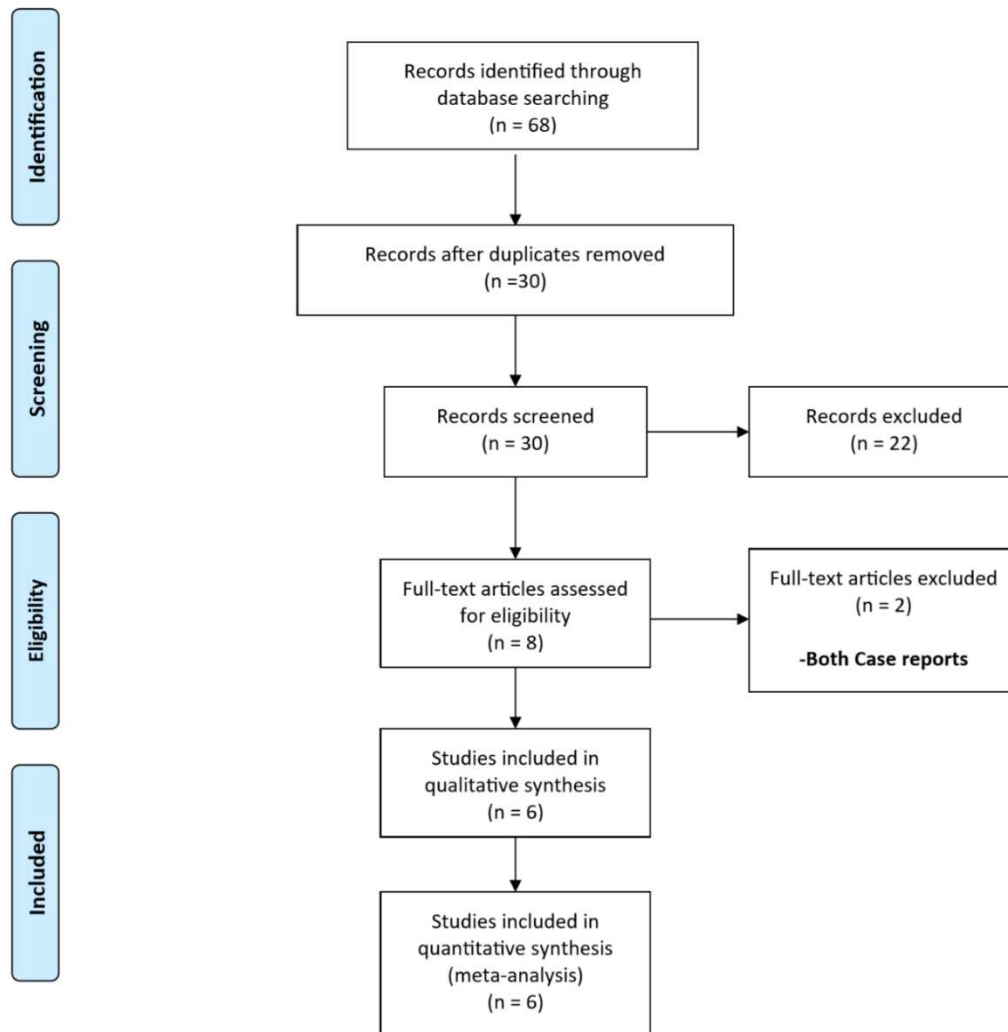 Identification
Records identified through
database searching
(n = 68)
Records after duplicates removed
(n =30)
Screening
Records screened
(n = 30)
Records excluded
(n = 22)
Eligibility
Full-text articles assessed
for eligibility
(n = 8)
Full-text articles excluded
(n = 2)
-Both Case reports
Studies included in
qualitative synthesis
(n = 6)
Included
Studies included in
quantitative synthesis
(meta-analysis)
(n = 6)